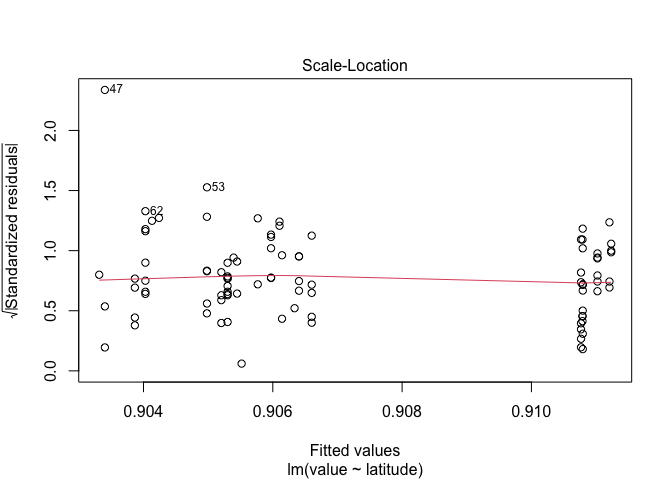 Scale-Location
√|Standardized residuals|
2.0
1.5
1.0
0.5
0.0
47
53
62
0.904 0.906 0.908 0.910
Fitted values
lm(value ~ latitude)